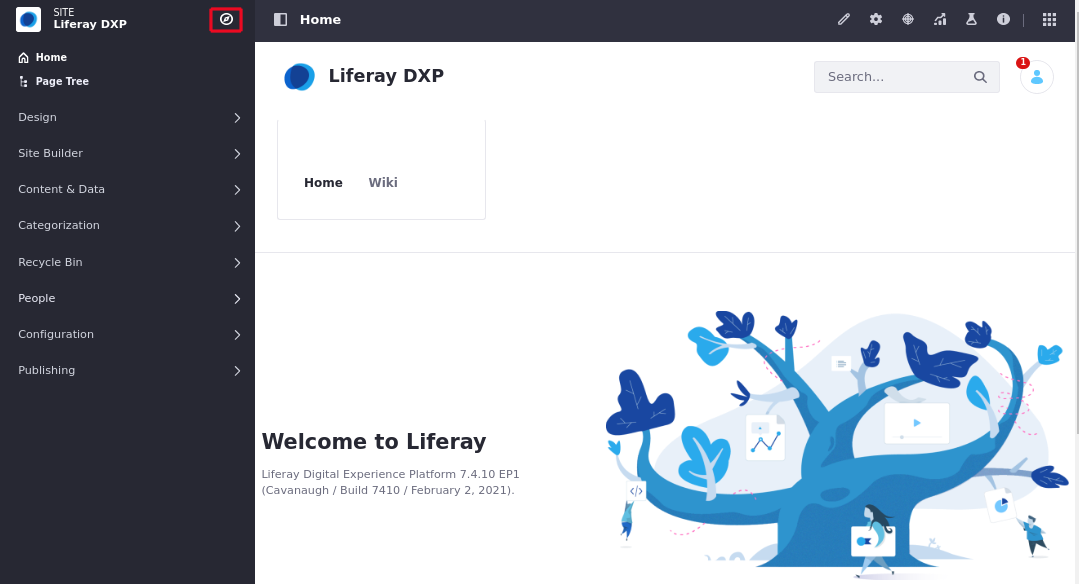 SITE
Liferay DXP
Home
Page Tree
Design
Site Builder
Content & Data
Categorization
Recycle Bin
People
Configuration
Publishing
Home
Liferay DXP
Search...
1
Home Wiki
Welcome to Liferay
Liferay Digital Experience Platform 7.4.10 EP1
(Cavanaugh / Build 7410 / February 2, 2021).